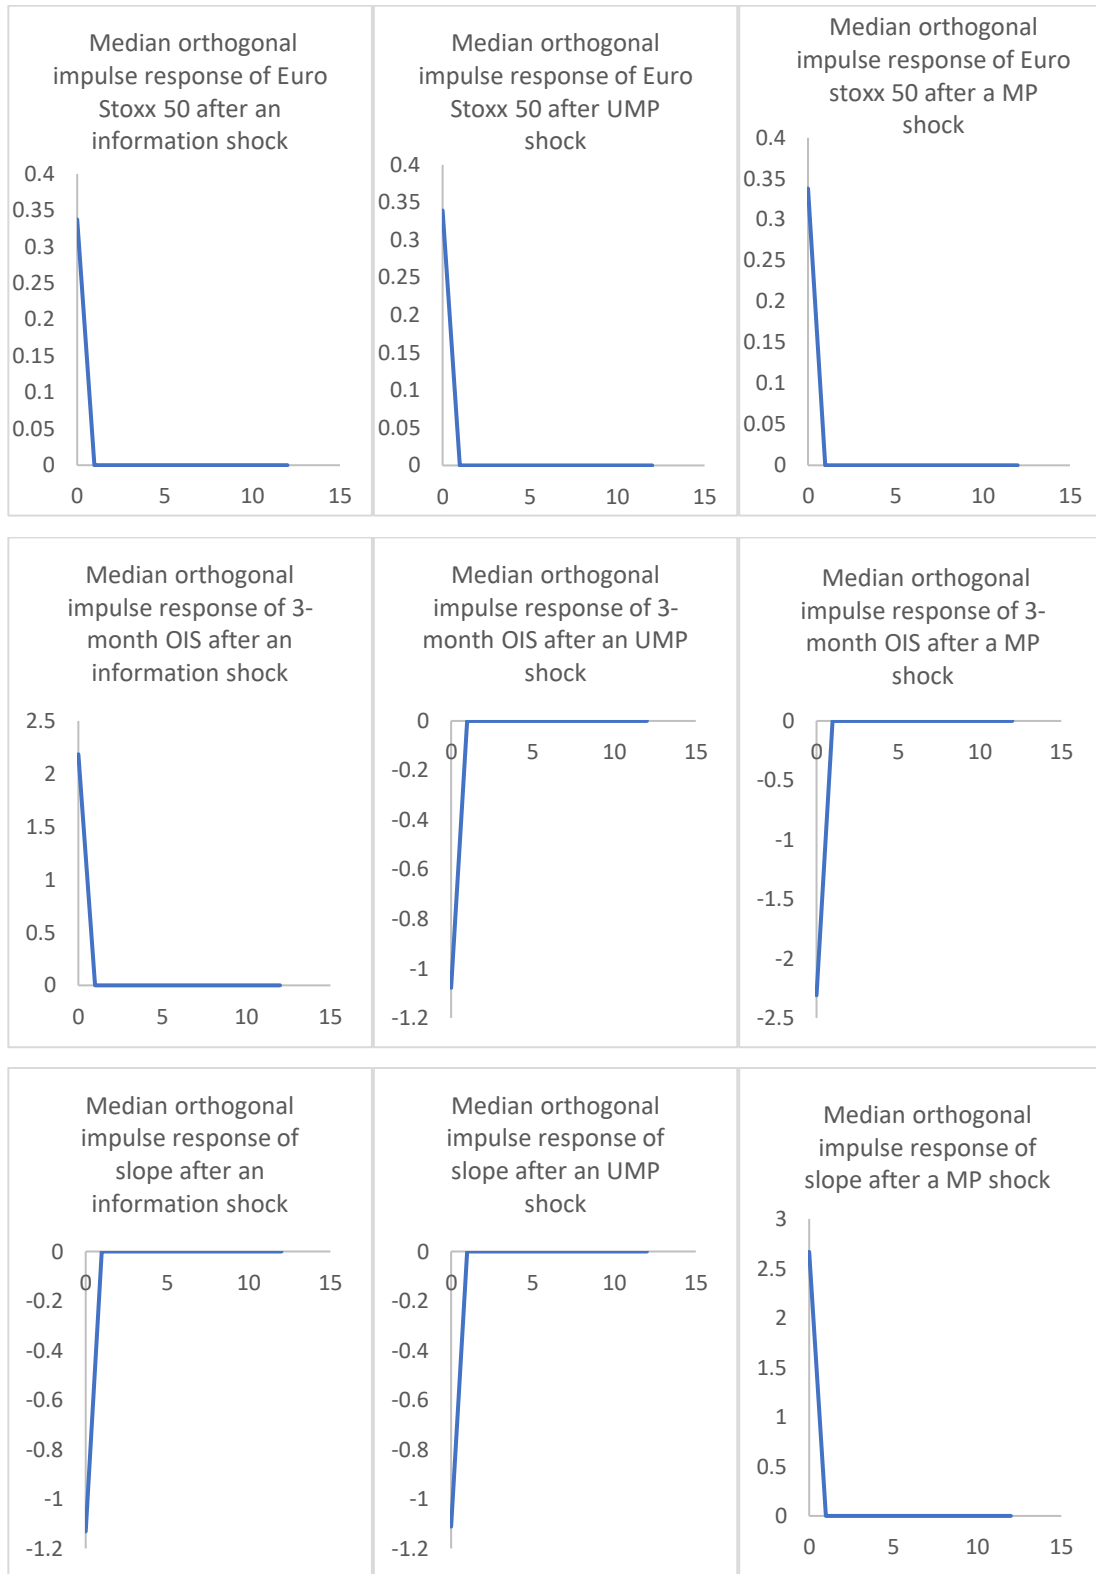 Median orthogonal
impulse response of Euro
Stoxx 50 after an
information shock
0.4
0.35
0.3
0.25
0.2
0.15
0.1
0.05
0
0 5 10 15
Median orthogonal
impulse response of Euro
Stoxx 50 after UMP
shock
0.4
0.35
0.3
0.25
0.2
0.15
0.1
0.05
0
0 5 10 15
Median orthogonal
impulse response of Euro
stoxx 50 after a MP
shock
0.4
0.35
0.3
0.25
0.2
0.15
0.1
0.05
0
0 5 10 15
Median orthogonal
impulse response of 3-
month OIS after an
information shock
2.5
2
1.5
1
0.5
0
0 5 10 15
Median orthogonal
impulse response of 3-
month OIS after an UMP
shock
0
0 5 10 15
-0.2
-0.4
-0.6
-0.8
-1
-1.2
Median orthogonal
impulse response of 3-
month OIS after a MP
shock
0
0 5 10 15
-0.5
-1
-1.5
-2
-2.5
Median orthogonal
impulse response of
slope after an
information shock
0
0 5 10 15
-0.2
-0.4
-0.6
-0.8
-1
-1.2
Median orthogonal
impulse response of
slope after an UMP
shock
0
0 5 10 15
-0.2
-0.4
-0.6
-0.8
-1
-1.2
Median orthogonal
impulse response of
slope after a MP shock
3
2.5
2
1.5
1
0.5
0
0 5 10 15